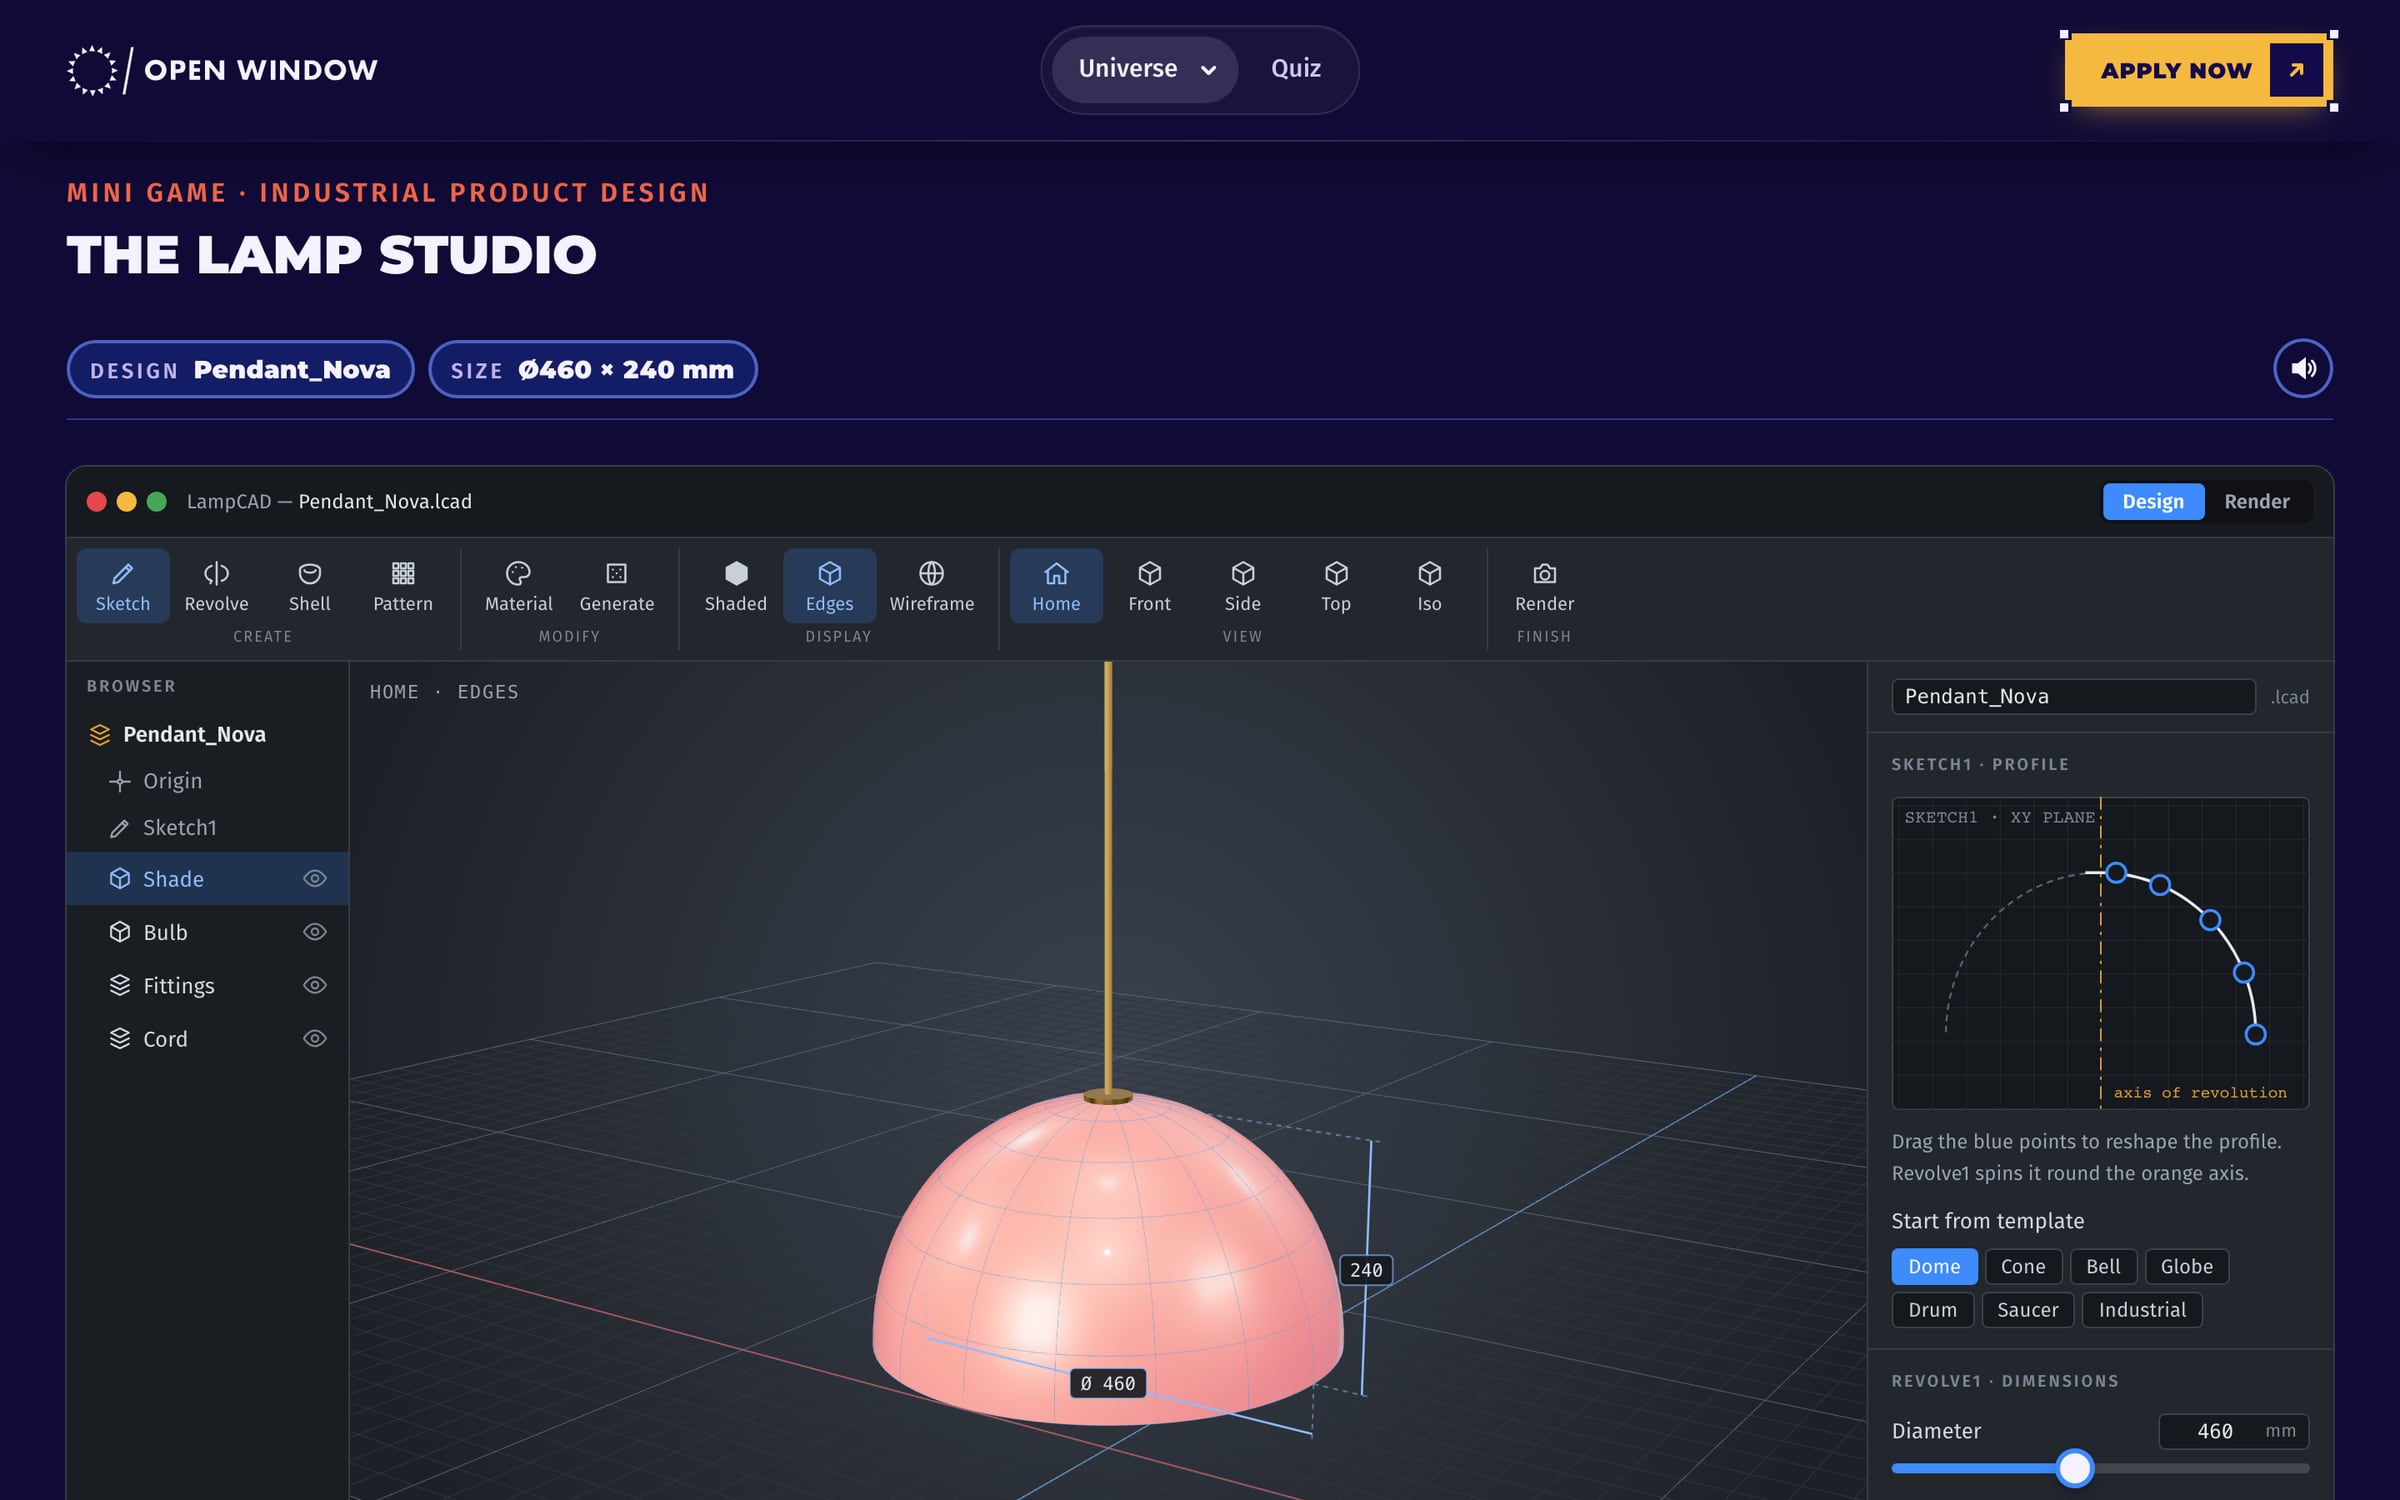 OPEN WINDOW
Universe
Quiz
APPLY NOW
MINI GAME · INDUSTRIAL PRODUCT DESIGN
THE LAMP STUDIO
DESIGN Pendant_Nova
SIZE Ø460 × 240 mm
LampCAD — Pendant_Nova.lcad
Design
Render
Sketch
Revolve
Shell
Pattern
CREATE
Material
Generate
MODIFY
Shaded
Edges
Wireframe
DISPLAY
Home
Front
Side
Top
Iso
VIEW
Render
FINISH
BROWSER
Pendant_Nova
Origin
Sketch1
Shade
Bulb
Fittings
Cord
HOME · EDGES
240
Ø 460
Pendant_Nova .lcad
SKETCH1 · PROFILE
SKETCH1 · XY PLANE
axis of revolution
Drag the blue points to reshape the profile.
Revolve1 spins it round the orange axis.
Start from template
Dome Cone Bell Globe
Drum Saucer Industrial
REVOLVE1 · DIMENSIONS
Diameter 460 mm